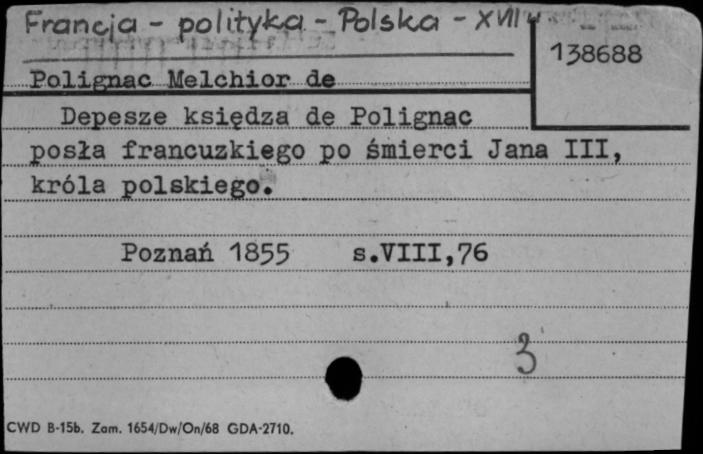 Francja - polityka - Polska - XVII w
138688
Polignac Melchior de
Depesze księdza de Polignac
posła francuzkiego po śmierci Jana III,
króla polskiego.
Poznań 1855 s.VIII,76
3
CWD B-15b. Zam. 1654/Dw/On/68 GDA-2710.